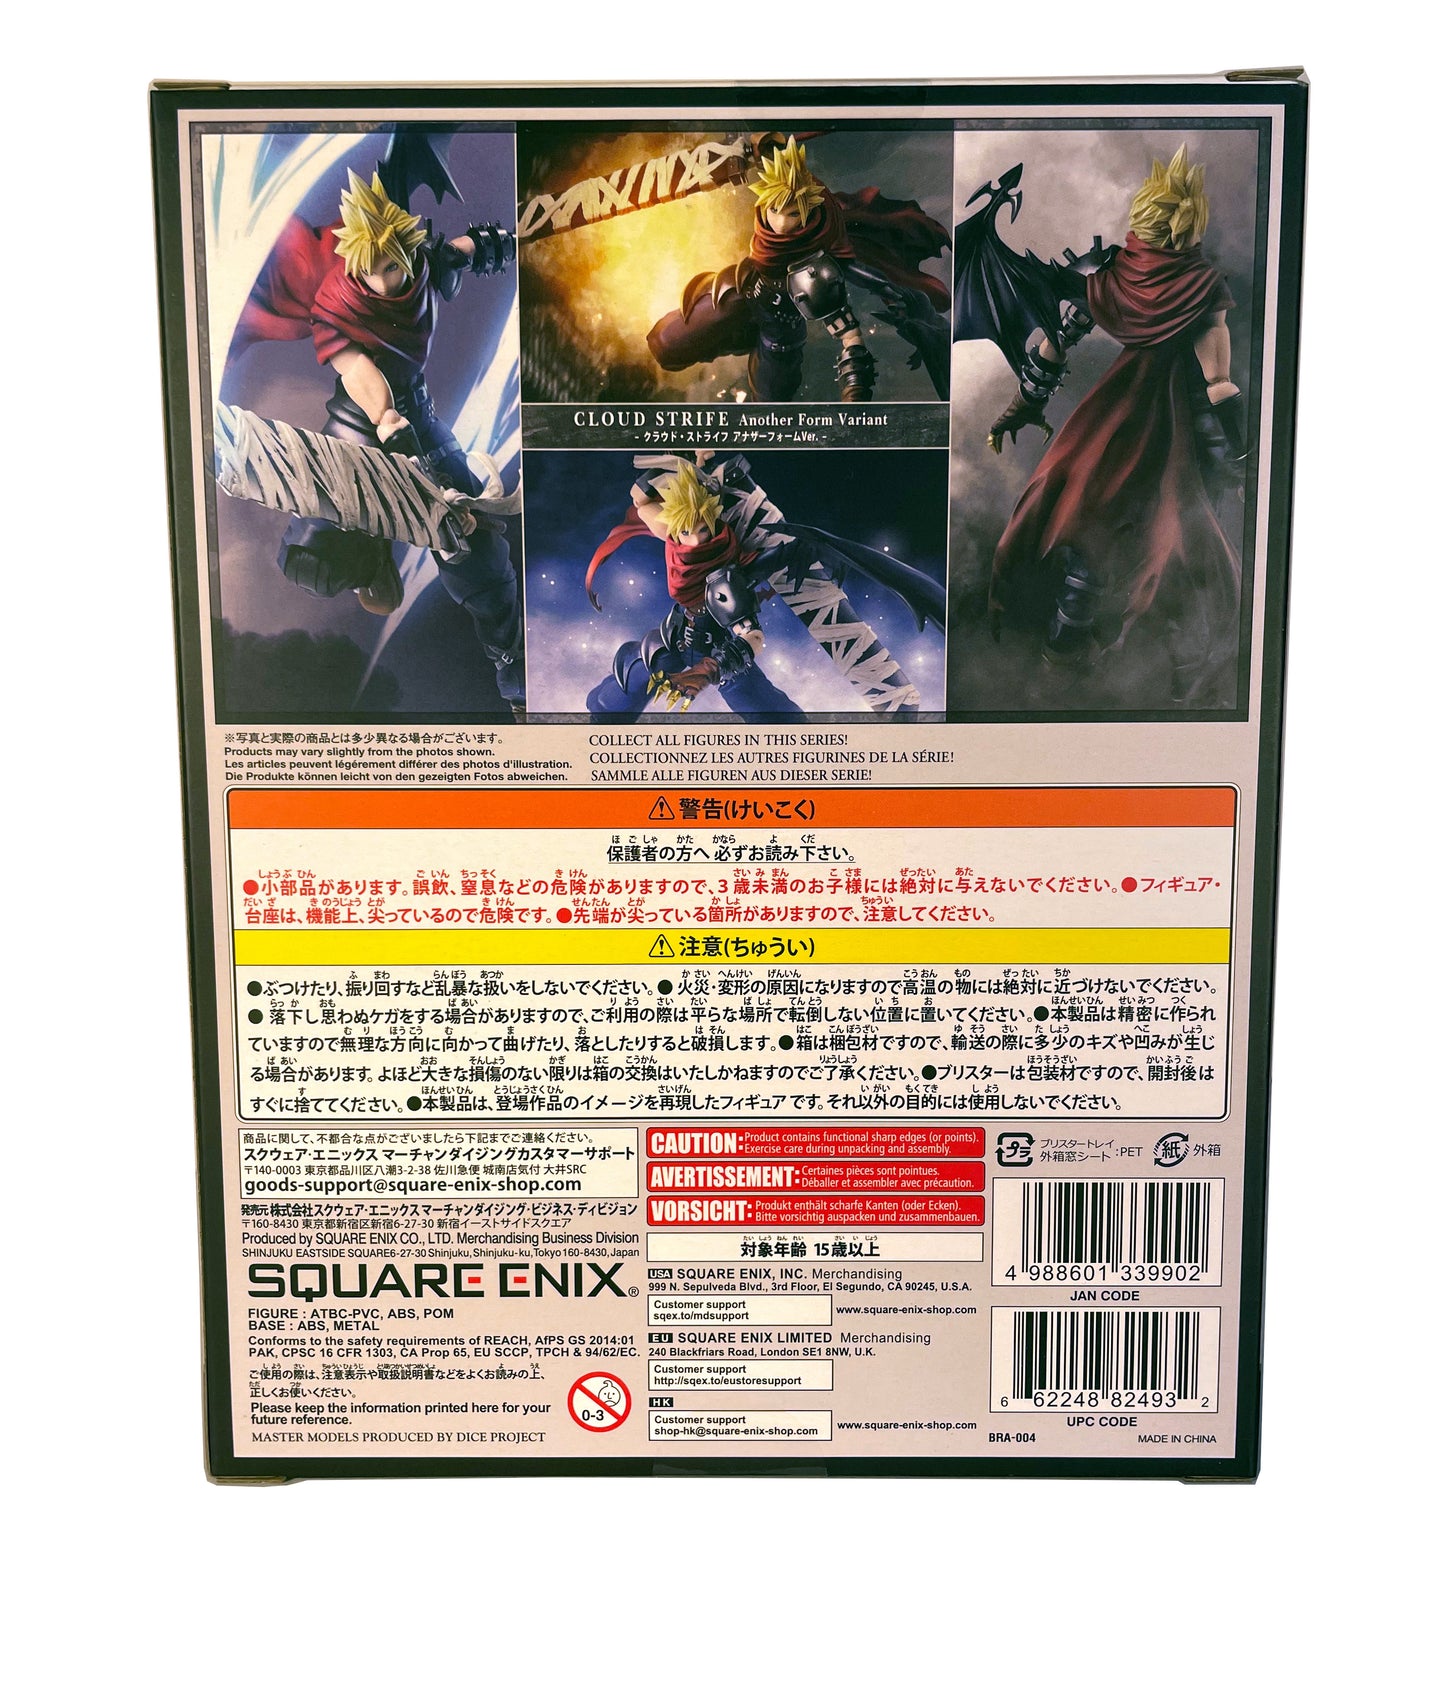 CLOUD STRIFE Another Form Variant
- クラウド・ストライフ アナザーフォームVer. -
※写真と実際の商品とは多少異なる場合がございます。
Products may vary slightly from the photos shown.
Les articles peuvent légérement différer des photos d'illustration.
Die Produkte können leicht von den gezeigten Fotos abweichen.
COLLECT ALL FIGURES IN THIS SERIES!
COLLECTIONNEZ LES AUTRES FIGURINES DE LA SÉRIE!
SAMMLE ALLE FIGUREN AUS DIESER SERIE!
警告(けいこく)
保護者の方へ 必ずお読み下さい。
●小部品があります。誤飲、窒息などの危険がありますので、3歳未満のお子様には絶対に与えないでください。●フィギュア・
台座は、機能上、尖っているので危険です。●先端が尖っている箇所がありますので、注意してください。
注意(ちゅうい)
●ぶつけたり、振り回すなど乱暴な扱いをしないでください。●火災・変形の原因になりますので高温の物には絶対に近づけないでください。
●落下し思わぬケガをする場合がありますので、ご利用の際は平らな場所で転倒しない位置に置いてください。●本製品は精密に作られ
ていますので無理な方向に向かって曲げたり、落としたりすると破損します。●箱は梱包材ですので、輸送の際に多少のキズや凹みが生じ
る場合があります。よほど大きな損傷のない限りは箱の交換はいたしかねますのでご了承ください。●ブリスターは包装材ですので、開封後は
すぐに捨ててください。●本製品は、登場作品のイメージを再現したフィギュアです。それ以外の目的には使用しないでください。
商品に関して、不都合な点がございましたら下記までご連絡ください。
スクウェア・エニックス マーチャンダイジングカスタマーサポート
〒140-0003 東京都品川区八潮3-2-38 佐川急便 城南店気付 大井SRC
goods-support@square-enix-shop.com
発売元 株式会社スクウェア・エニックス マーチャンダイジング・ビジネス・ディビジョン
〒160-8430 東京都新宿区新宿6-27-30 新宿イーストサイドスクエア
Produced by SQUARE ENIX CO., LTD. Merchandising Business Division
SHINJUKU EASTSIDE SQUARE6-27-30 Shinjuku, Shinjuku-ku, Tokyo 160-8430, Japan
SQUARE ENIX®
FIGURE : ATBC-PVC, ABS, POM
BASE : ABS, METAL
Conforms to the safety requirements of REACH, AfPS GS 2014:01
PAK, CPSC 16 CFR 1303, CA Prop 65, EU SCCP, TPCH & 94/62/EC.
ご使用の際は、注意表示や取扱説明書などをよくお読みの上、
正しくお使いください。
Please keep the information printed here for your
future reference.
MASTER MODELS PRODUCED BY DICE PROJECT
0-3
CAUTION: Product contains functional sharp edges (or points).
Exercise care during unpacking and assembly.
AVERTISSEMENT: Certaines pièces sont pointues.
Déballer et assembler avec précaution.
VORSICHT: Produkt enthält scharfe Kanten (oder Ecken).
Bitte vorsichtig auspacken und zusammenbauen.
対象年齢 15歳以上
USA SQUARE ENIX, INC. Merchandising
999 N. Sepulveda Blvd., 3rd Floor, El Segundo, CA 90245, U.S.A.
Customer support
sqex.to/mdsupport
www.square-enix-shop.com
EU SQUARE ENIX LIMITED Merchandising
240 Blackfriars Road, London SE1 8NW, U.K.
Customer support
http://sqex.to/eustoresupport
HK
Customer support
shop-hk@square-enix-shop.com
www.square-enix-shop.com
プラ
ブリスタートレイ
外箱窓シート :PET
紙
外箱
4 988601 339902
JAN CODE
6 62248 82493 2
UPC CODE
BRA-004
MADE IN CHINA